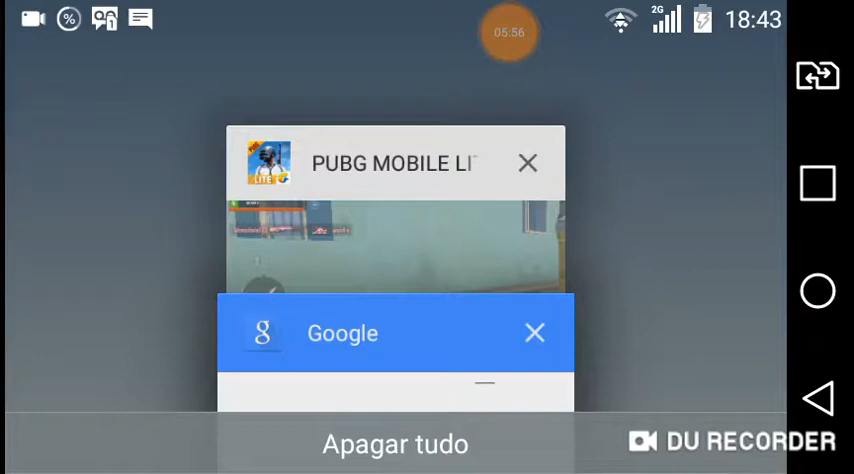 05:56
2G
18:43
LITE
PUBG MOBILE LI
g
Google
Apagar tudo
DU RECORDER